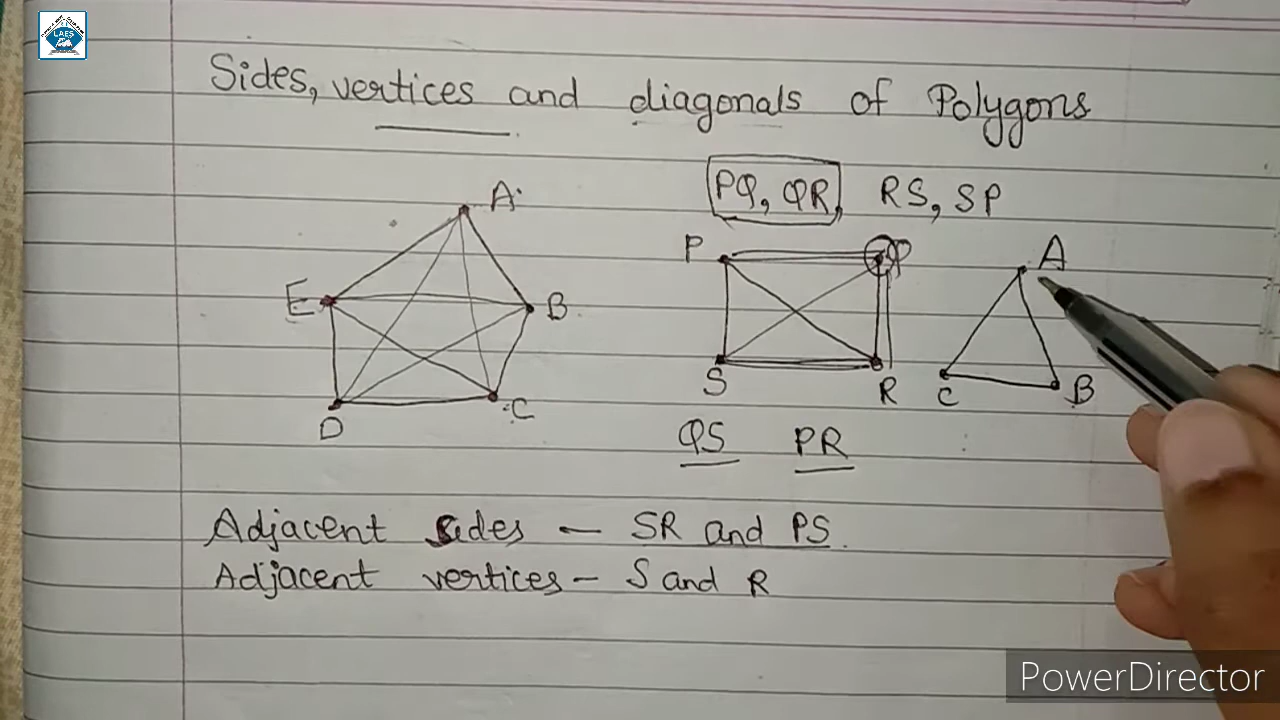 LAES
Sides, vertices and diagonals of Polygons
PQ, QR, RS, SP
A
P
A
E
B
S
R
C
B
D
C
QS PR
Adjacent sides – SR and PS.
Adjacent vertices – S and R
PowerDirector